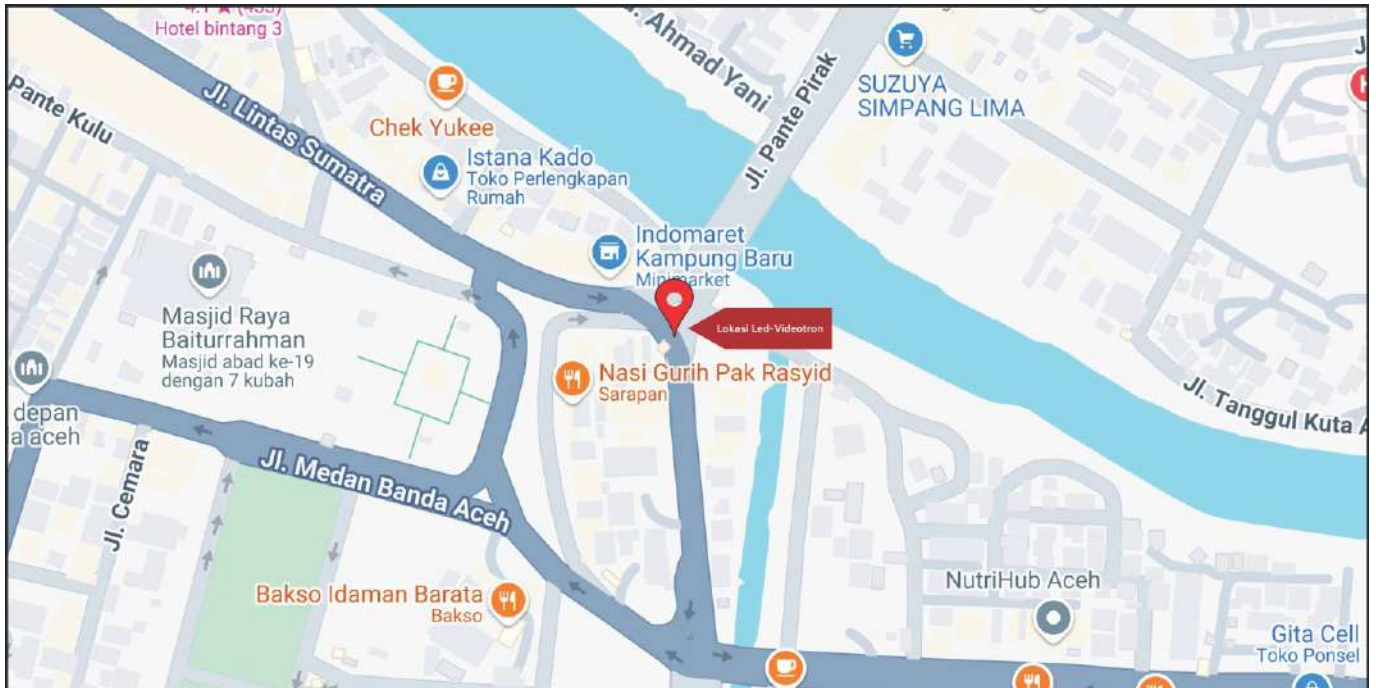 Hotel bintang 3
Ahmad Yani
Jl. Pante Pirak
SUZUYA
SIMPANG LIMA
Pante Kulu
Jl. Lintas Sumatra
Chek Yukee
Istana Kado
Toko Perlengkapan
Rumah
Indomaret
Kampung Baru
Minimarket
Masjid Raya
Baiturrahman
Masjid abad ke-19
dengan 7 kubah
Lokasi Led-Videotron
Nasi Gurih Pak Rasyid
Sarapan
depan
a aceh
Jl. Tanggul Kuta A
Jl. Cemara
Jl. Medan Banda Aceh
Bakso Idaman Barata
Bakso
NutriHub Aceh
Gita Cell
Toko Ponsel